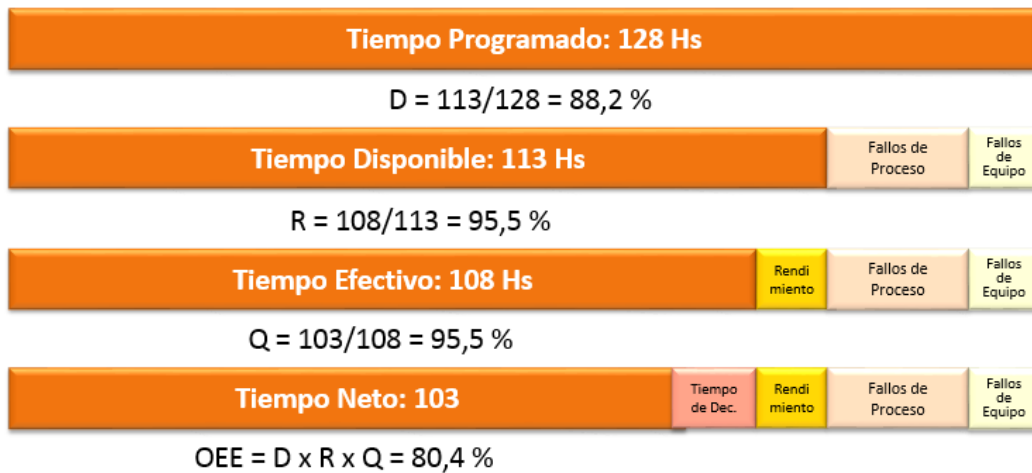 Tiempo Programado: 128 Hs
D = 113/128 = 88,2 %
Tiempo Disponible: 113 Hs
Fallos de
Proceso
Fallos
de
Equipo
R = 108/113 = 95,5 %
Tiempo Efectivo: 108 Hs
Rendi
miento
Fallos de
Proceso
Fallos
de
Equipo
Q = 103/108 = 95,5 %
Tiempo Neto: 103
Tiempo
de Dec.
Rendi
miento
Fallos de
Proceso
Fallos
de
Equipo
OEE = D x R x Q = 80,4 %